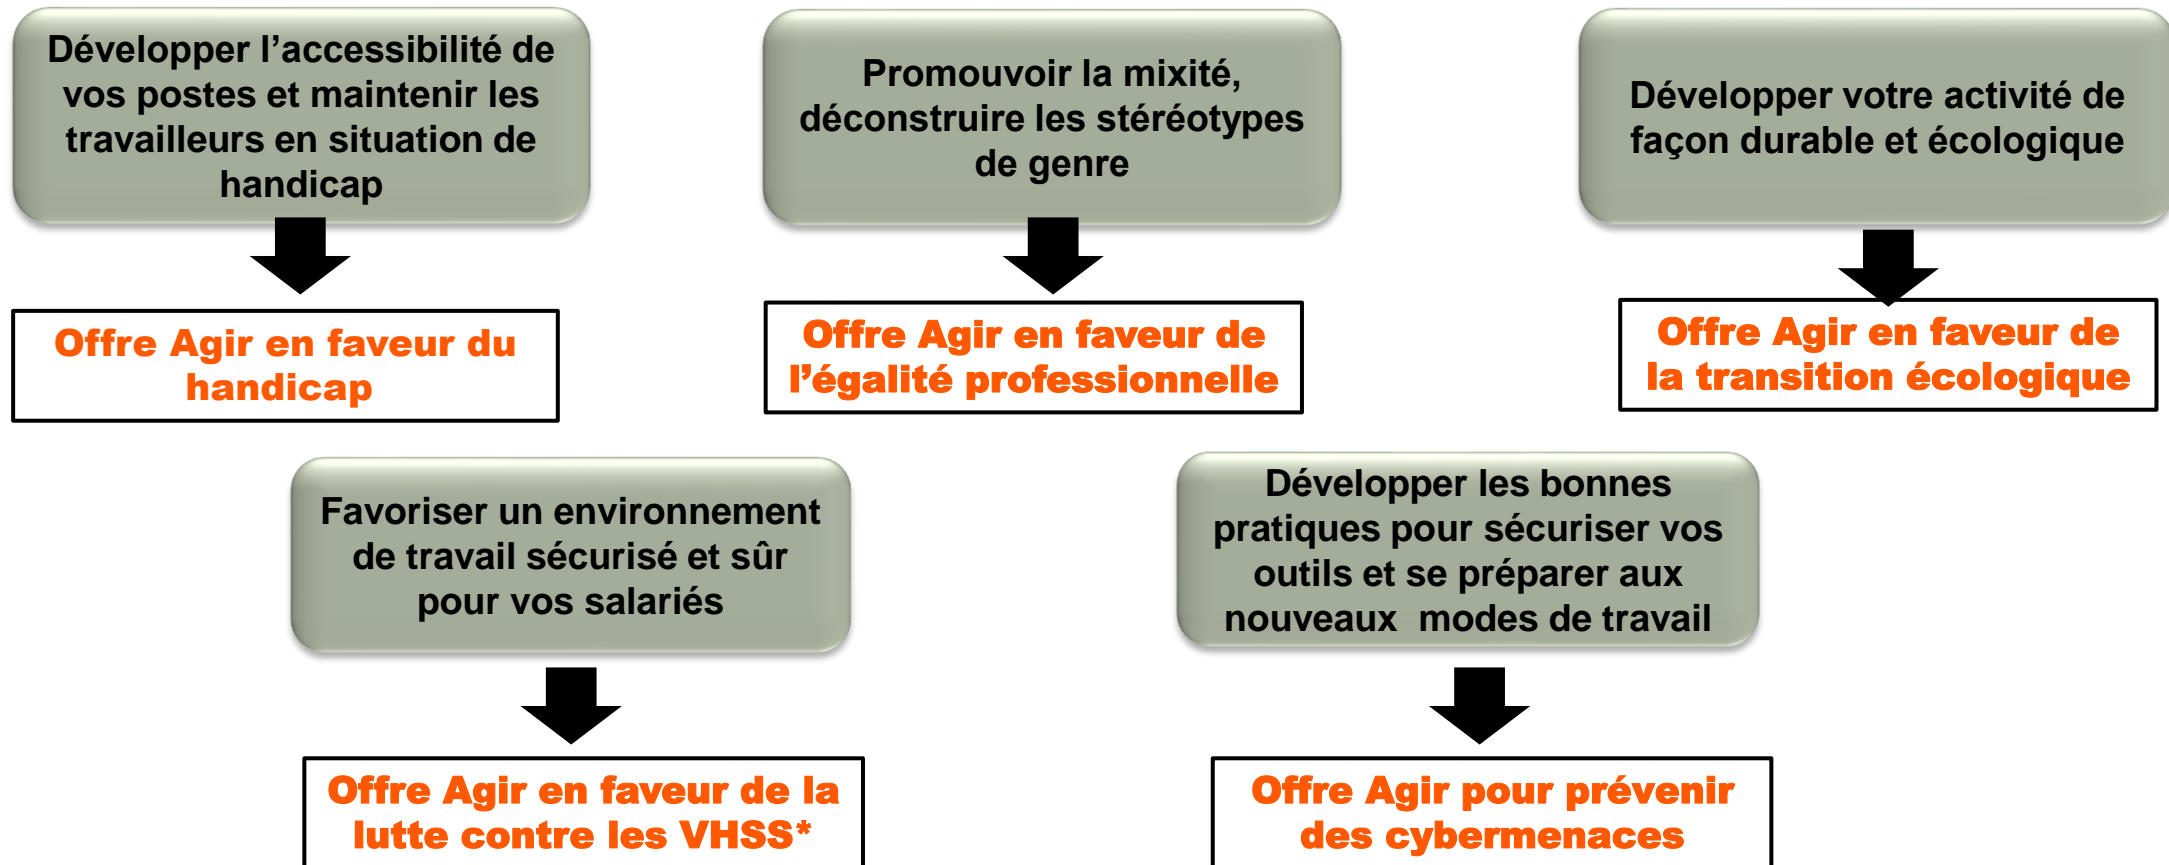 Développer l’accessibilité de
vos postes et maintenir les
travailleurs en situation de
handicap
Offre Agir en faveur du
handicap
Promouvoir la mixité,
déconstruire les stéréotypes
de genre
Offre Agir en faveur de
l’égalité professionnelle
Développer votre activité de
façon durable et écologique
Offre Agir en faveur de
la transition écologique
Favoriser un environnement
de travail sécurisé et sûr
pour vos salariés
Offre Agir en faveur de la
lutte contre les VHSS*
Développer les bonnes
pratiques pour sécuriser vos
outils et se préparer aux
nouveaux  modes de travail
Offre Agir pour prévenir
des cybermenaces